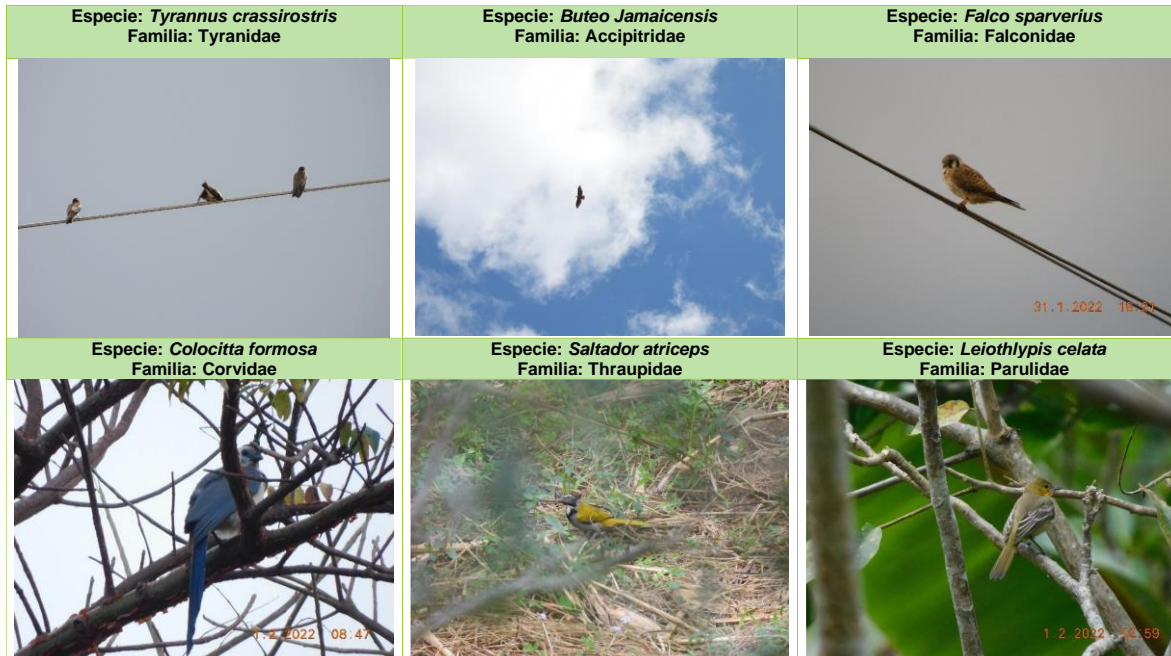 Especie: Tyrannus crassirostris
Familia: Tyranidae
Especie: Buteo Jamaicensis
Familia: Accipitridae
Especie: Falco sparverius
Familia: Falconidae
31.1.2022
Especie: Colocitta formosa
Familia: Corvidae
Especie: Saltador atriceps
Familia: Thraupidae
Especie: Leiothlypis celata
Familia: Parulidae
1.2.2022 08:47
1.2.2022